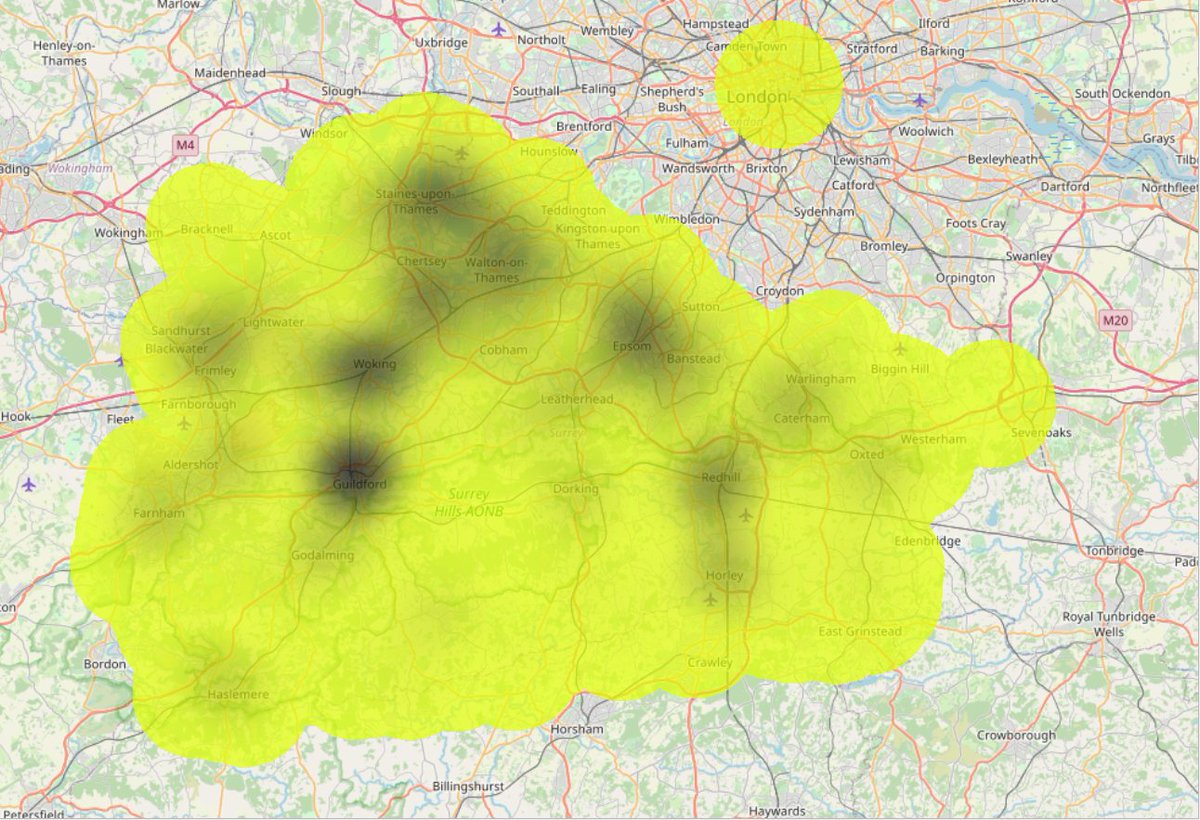 Marlow
Hampstead
Ilford
Romford
Henley-on-
Thames
Uxbridge
Northolt
Wembley
Camden Town
Stratford
Barking
Maidenhead
Slough
Southall
Ealing
Shepherd's
Bush
London
South Ockendon
Windsor
Brentford
Fulham
London
Woolwich
Grays
M4
Hounslow
Wandsworth
Brixton
Lewisham
Bexleyheath
Wokingham
Catford
Dartford
Northfleet
Staines-upon-
Thames
Teddington
Wimbledon
Sydenham
Foots Cray
Wokingham
Bracknell
Ascot
Kingston upon
Thames
Bromley
Swanley
Chertsey
Walton-on-
Thames
Orpington
Croydon
Sutton
M20
Sandhurst
Lightwater
Blackwater
Cobham
Epsom
Banstead
Biggin Hill
Frimley
Woking
Warlingham
Farnborough
Leatherhead
Hook
Fleet
Caterham
Surrey
Westerham
Sevenoaks
Aldershot
Oxted
Guildford
Surrey
Hills AONB
Dorking
Redhill
Farnham
Edenbridge
Tonbridge
Godalming
Horley
Royal Tunbridge
Wells
East Grinstead
Bordon
Crawley
Haslemere
Horsham
Crowborough
Billingshurst
Petersfield
Haywards